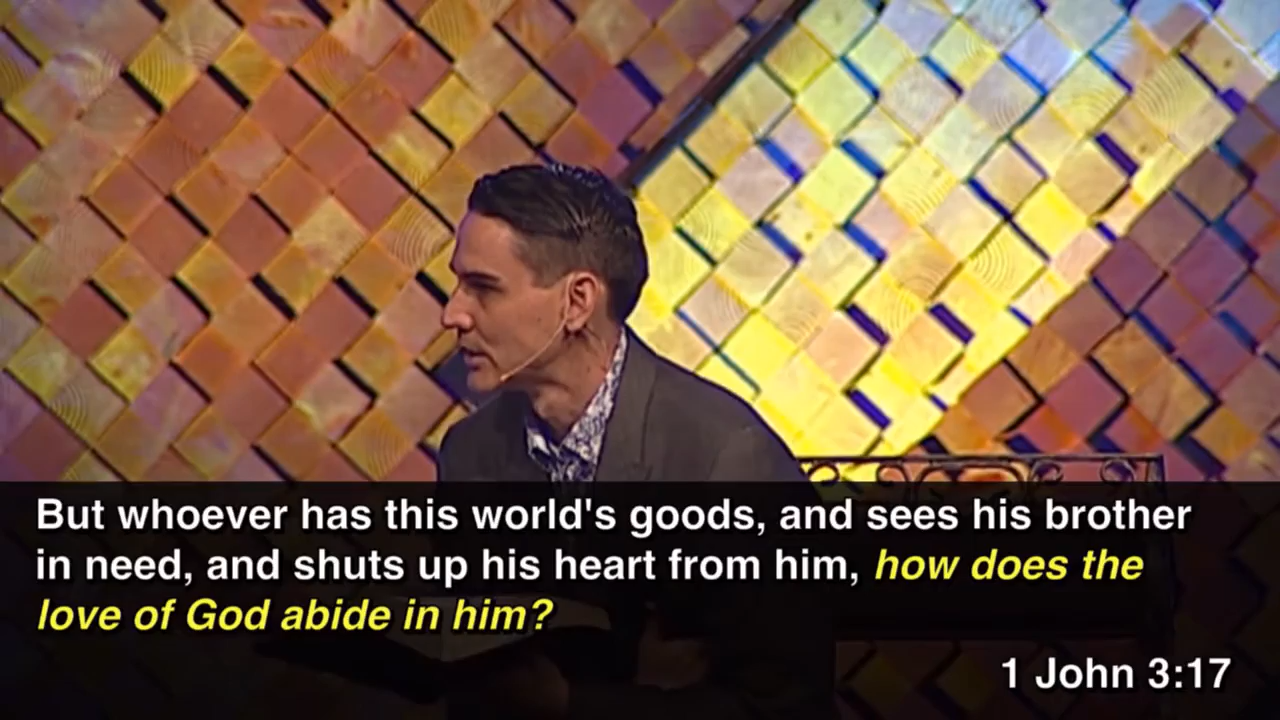 But whoever has this world's goods, and sees his brother
in need, and shuts up his heart from him, how does the
love of God abide in him?
1 John 3:17